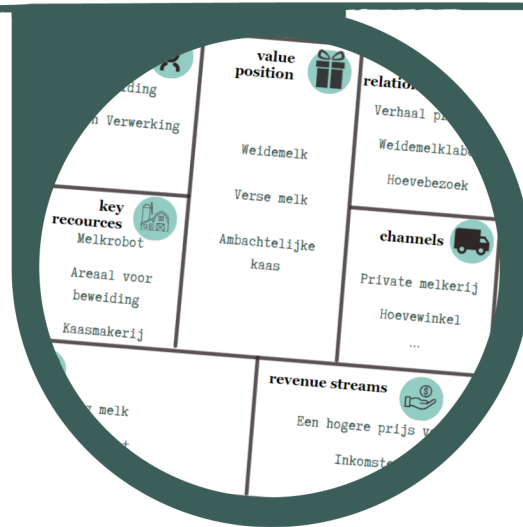 Verwerking
value
position
Weidemelk
Verse melk
Ambachtelijke
kaas
Verhaal
Hoevebezoek
key
recources
Melkrobot
Areaal voor
beweiding
Kaasmakerij
channels
Private melkerij
Hoevewinkel
...
melk
revenue streams
Een hogere prijs